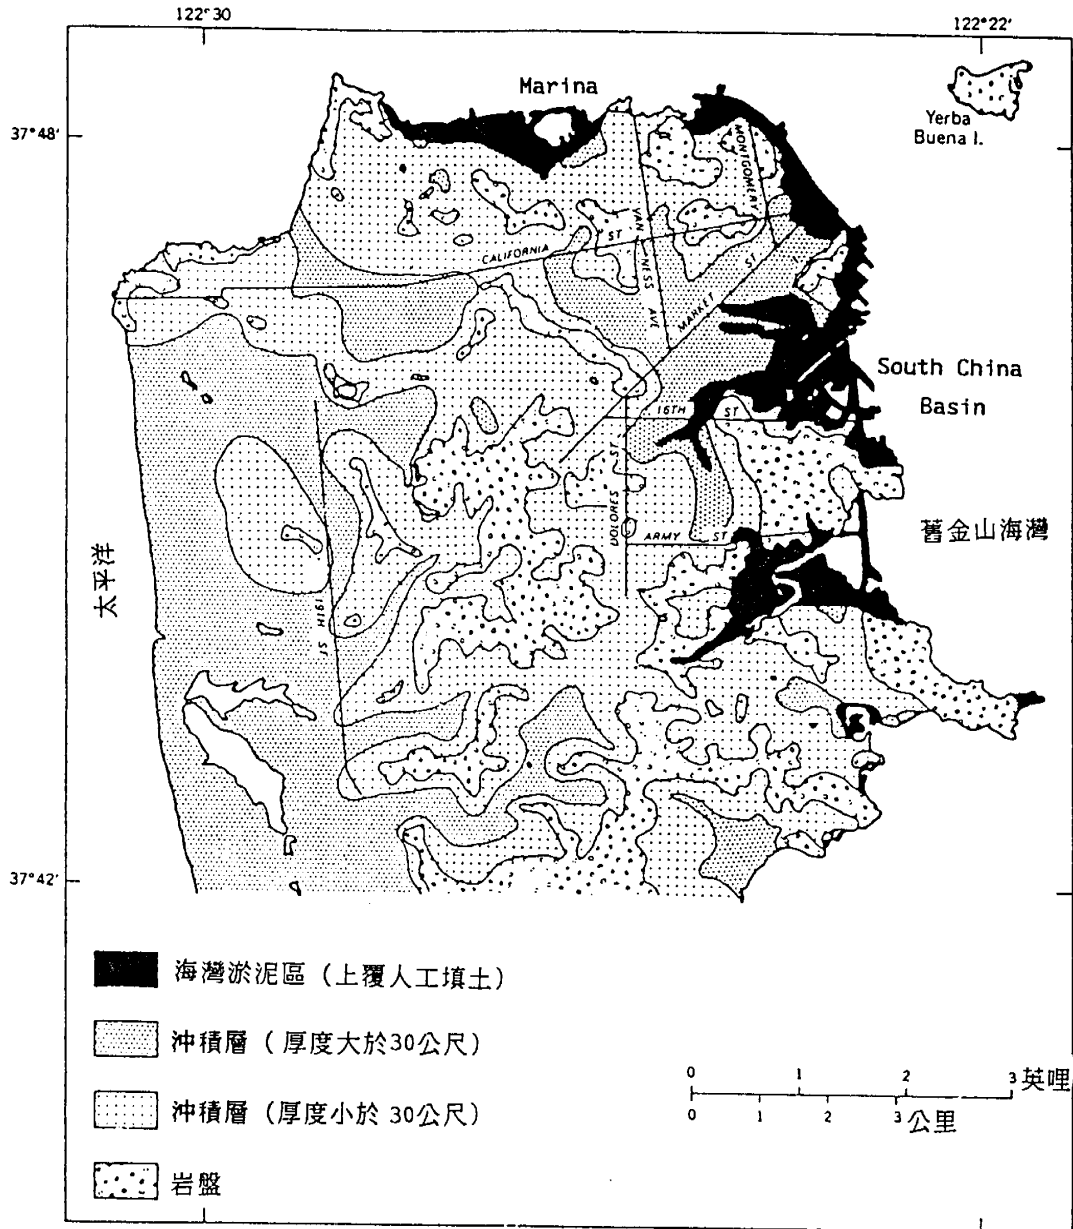 122°30
122°22'
Marina
37°48'
Yerba
Buena I.
MONTGOMERY
VAN NESS AVE
CALIFORNIA ST
MARKET ST
South China
Basin
16TH ST
DOLORES ST
ARMY ST
舊金山海灣
太平洋
19TH ST
37°42'
海灣淤泥區（上覆人工填土）
沖積層（厚度大於30公尺）
沖積層（厚度小於 30公尺）
岩盤
0 1 2 3 英哩
0 1 2 3 公里